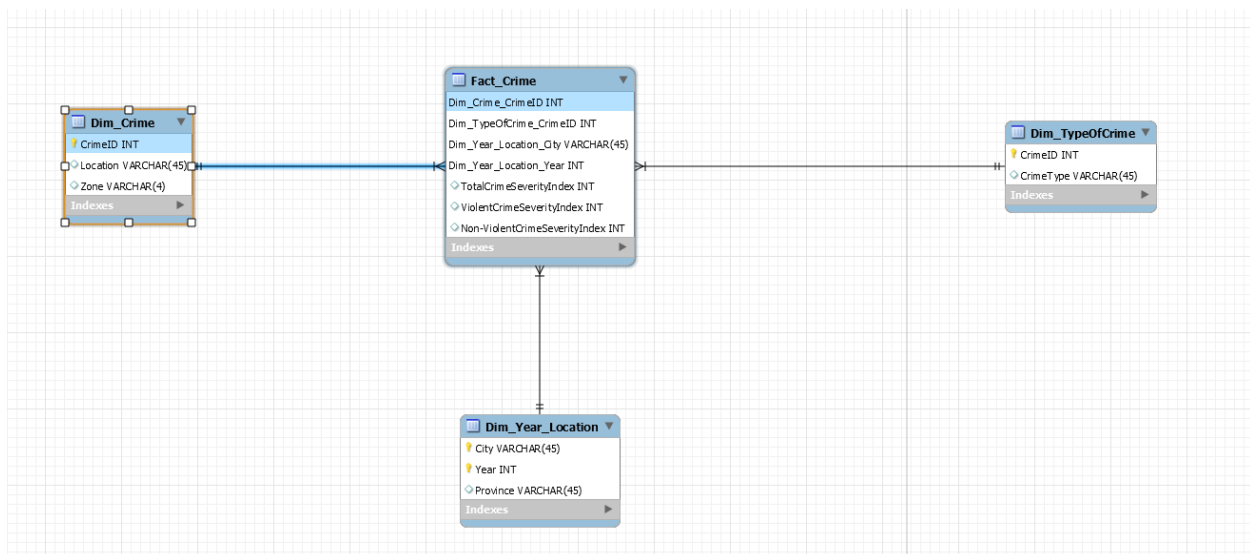 Dim_Crime
CrimeID INT
Location VARCHAR(45)
Zone VARCHAR(4)
Indexes
Fact_Crime
Dim_Crime_CrimeID INT
Dim_TypeOfCrime_CrimeID INT
Dim_Year_Location_City VARCHAR(45)
Dim_Year_Location_Year INT
TotalCrimeSeverityIndex INT
ViolentCrimeSeverityIndex INT
Non-ViolentCrimeSeverityIndex INT
Indexes
Dim_TypeOfCrime
CrimeID INT
CrimeType VARCHAR(45)
Indexes
Dim_Year_Location
City VARCHAR(45)
Year INT
Province VARCHAR(45)
Indexes